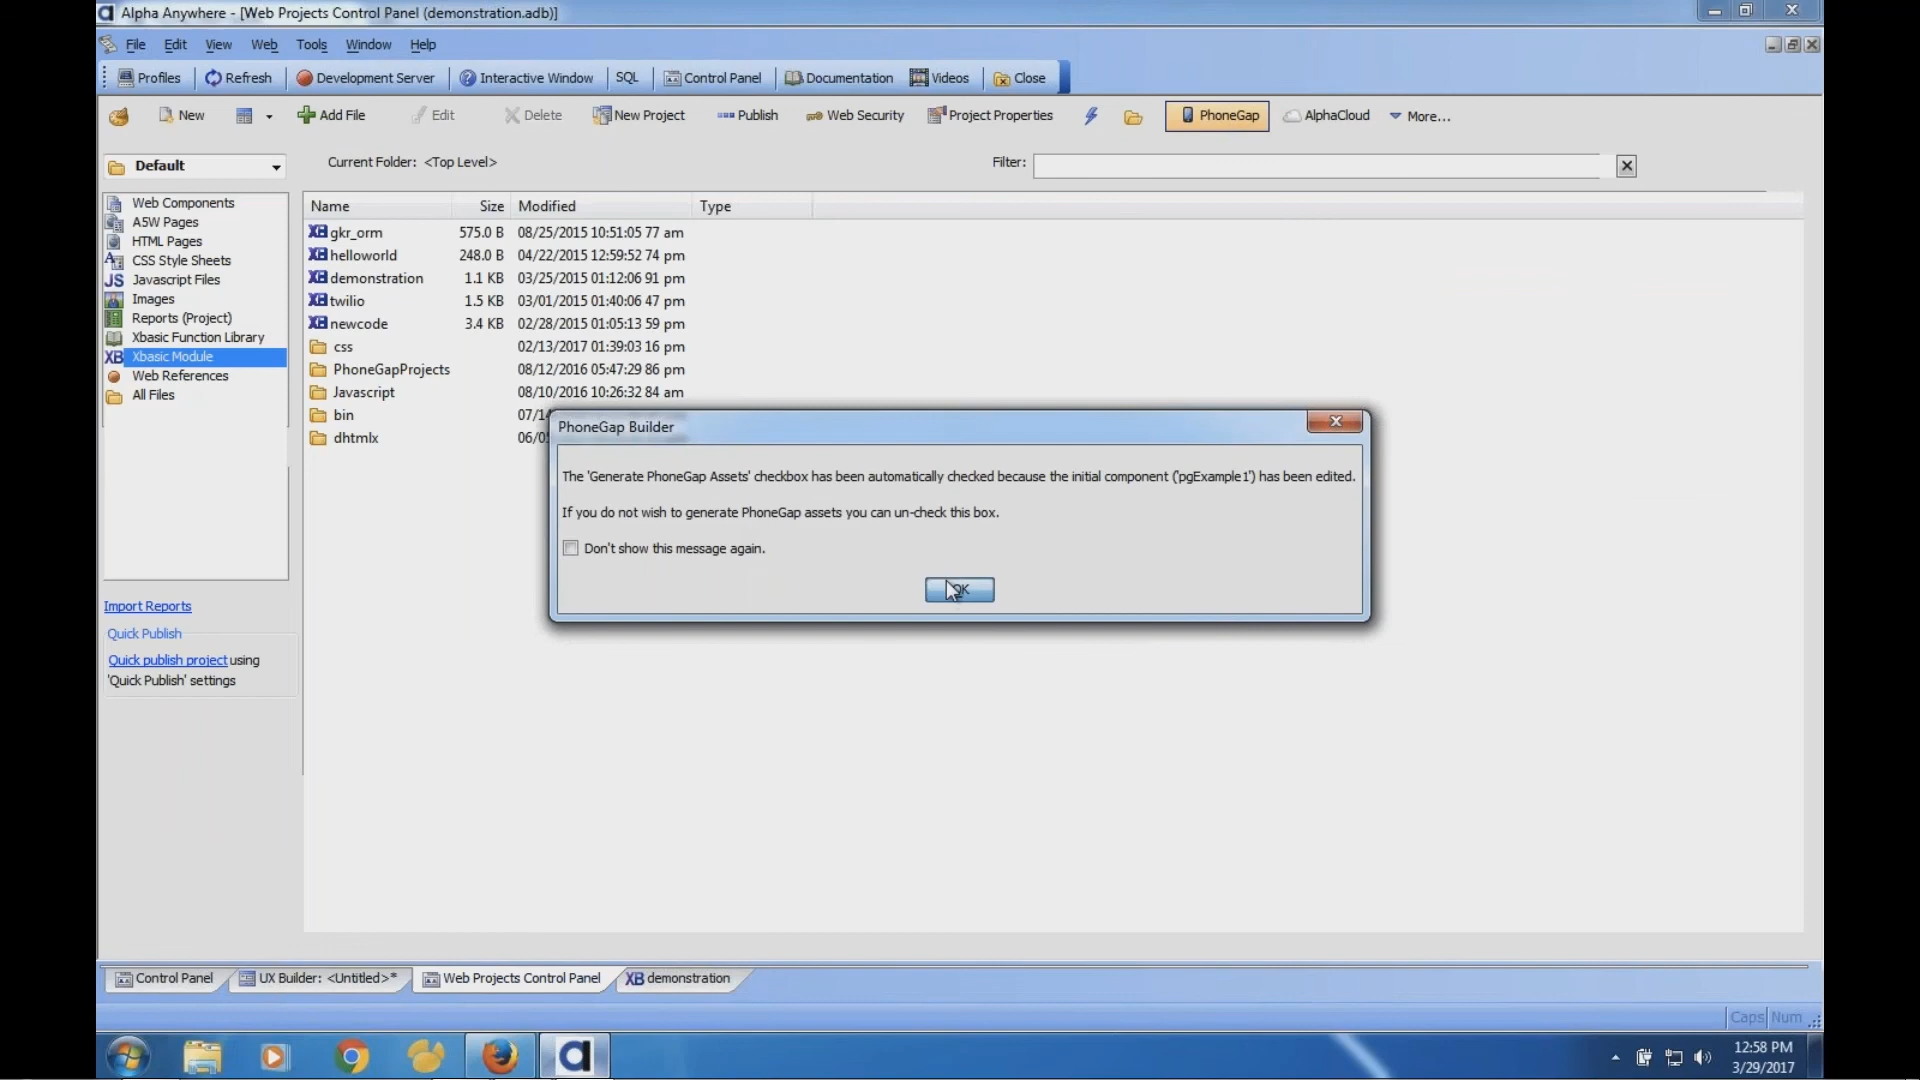 Alpha Anywhere - [Web Projects Control Panel (demonstration.adb)]
File Edit View Web Tools Window Help
Profiles Refresh Development Server Interactive Window SQL Control Panel Documentation Videos Close
New Add File Edit Delete New Project Publish Web Security Project Properties PhoneGap AlphaCloud More...
Default Current Folder: <Top Level> Filter:
Name Size Modified Type
Web Components
A5W Pages
HTML Pages
CSS Style Sheets
JS Javascript Files
Images
Reports (Project)
Xbasic Function Library
XB Xbasic Module
Web References
All Files
XB gkr_orm 575.0 B 08/25/2015 10:51:05 77 am
XB helloworld 248.0 B 04/22/2015 12:59:52 74 pm
XB demonstration 1.1 KB 03/25/2015 01:12:06 91 pm
XB twilio 1.5 KB 03/01/2015 01:40:06 47 pm
XB newcode 3.4 KB 02/28/2015 01:05:13 59 pm
css 02/13/2017 01:39:03 16 pm
PhoneGapProjects 08/12/2016 05:47:29 86 pm
Javascript 08/10/2016 10:26:32 84 am
bin 07/14
dhtmlx
PhoneGap Builder
The 'Generate PhoneGap Assets' checkbox has been automatically checked because the initial component ('pgExample1') has been edited.
If you do not wish to generate PhoneGap assets you can un-check this box.
Don't show this message again.
OK
Import Reports
Quick Publish
Quick publish project using
'Quick Publish' settings
Control Panel UX Builder: <Untitled>* Web Projects Control Panel XB demonstration
Caps Num
12:58 PM
3/29/2017